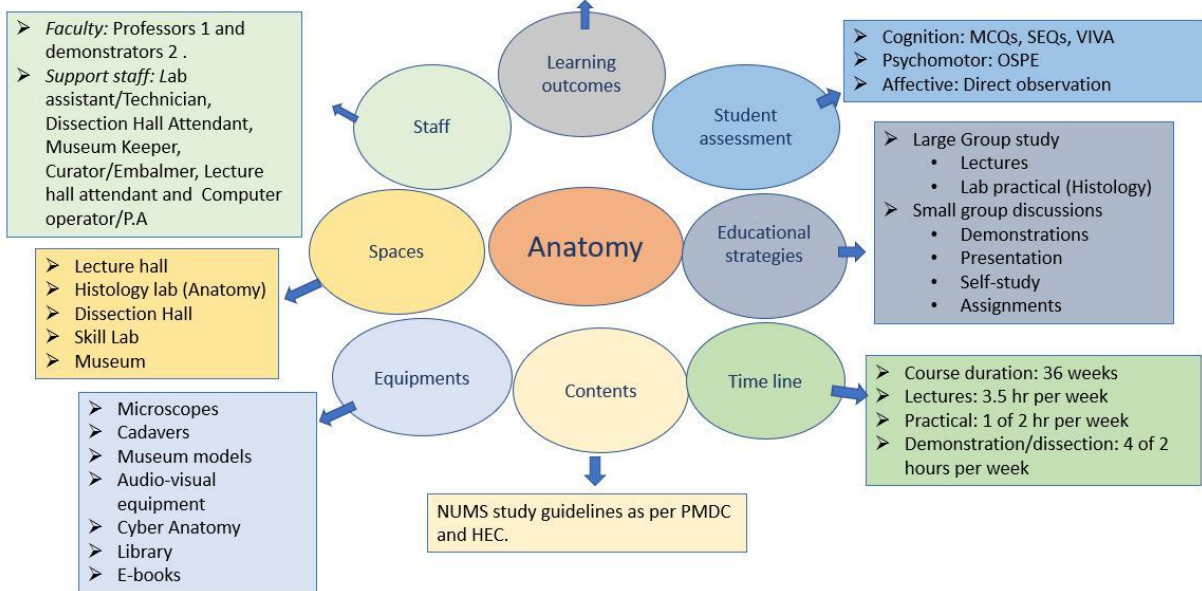 ➢ Faculty: Professors 1 and
demonstrators 2 .
➢ Support staff: Lab
assistant/Technician,
Dissection Hall Attendant,
Museum Keeper,
Curator/Embalmer, Lecture
hall attendant and Computer
operator/P.A
Learning
outcomes
Staff
Student
assessment
➢ Cognition: MCQs, SEQs, VIVA
➢ Psychomotor: OSPE
➢ Affective: Direct observation
Spaces
Anatomy
Educational
strategies
➢ Large Group study
• Lectures
• Lab practical (Histology)
➢ Small group discussions
• Demonstrations
• Presentation
• Self-study
• Assignments
➢ Lecture hall
➢ Histology lab (Anatomy)
➢ Dissection Hall
➢ Skill Lab
➢ Museum
Equipments
Contents
Time line
➢ Course duration: 36 weeks
➢ Lectures: 3.5 hr per week
➢ Practical: 1 of 2 hr per week
➢ Demonstration/dissection: 4 of 2
hours per week
➢ Microscopes
➢ Cadavers
➢ Museum models
➢ Audio-visual
equipment
➢ Cyber Anatomy
➢ Library
➢ E-books
NUMS study guidelines as per PMDC
and HEC.